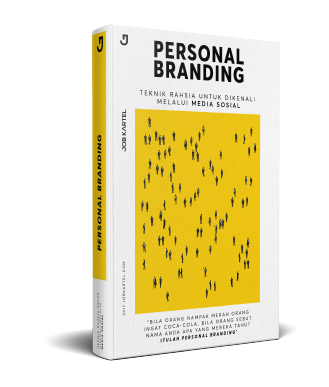 PERSONAL
BRANDING
TEKNIK RAHSIA UNTUK DIKENALI
MELALUI MEDIA SOSIAL
JOB KARTEL
"BILA ORANG NAMPAK MERAH ORANG
INGAT COCA-COLA, BILA ORANG SEBUT
NAMA ANDA APA YANG MEREKA TAHU?
ITULAH PERSONAL BRANDING"
PERSONAL BRANDING